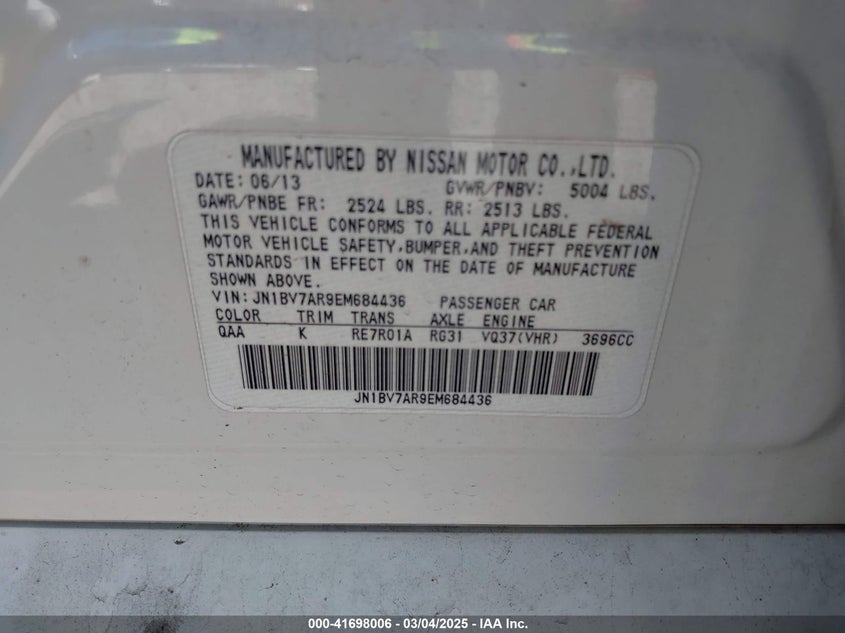 MANUFACTURED BY NISSAN MOTOR CO.,LTD.
DATE: 06/13 GVWR/PNBV: 5004 LBS.
GAWR/PNBE FR: 2524 LBS. RR: 2513 LBS.
THIS VEHICLE CONFORMS TO ALL APPLICABLE FEDERAL
MOTOR VEHICLE SAFETY,BUMPER,AND THEFT PREVENTION
STANDARDS IN EFFECT ON THE DATE OF MANUFACTURE
SHOWN ABOVE.
VIN: JN1BV7AR9EM684436 PASSENGER CAR
COLOR TRIM TRANS AXLE ENGINE
QAA K RE7R01A RG31 VQ37(VHR) 3696CC
JN1BV7AR9EM684436
000-41698006 - 03/04/2025 - IAA Inc.